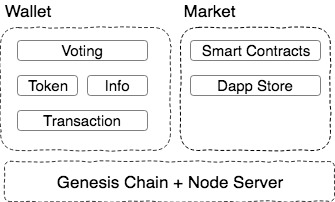 Wallet
Market
Voting
Smart Contracts
Token
Info
Dapp Store
Transaction
Genesis Chain + Node Server